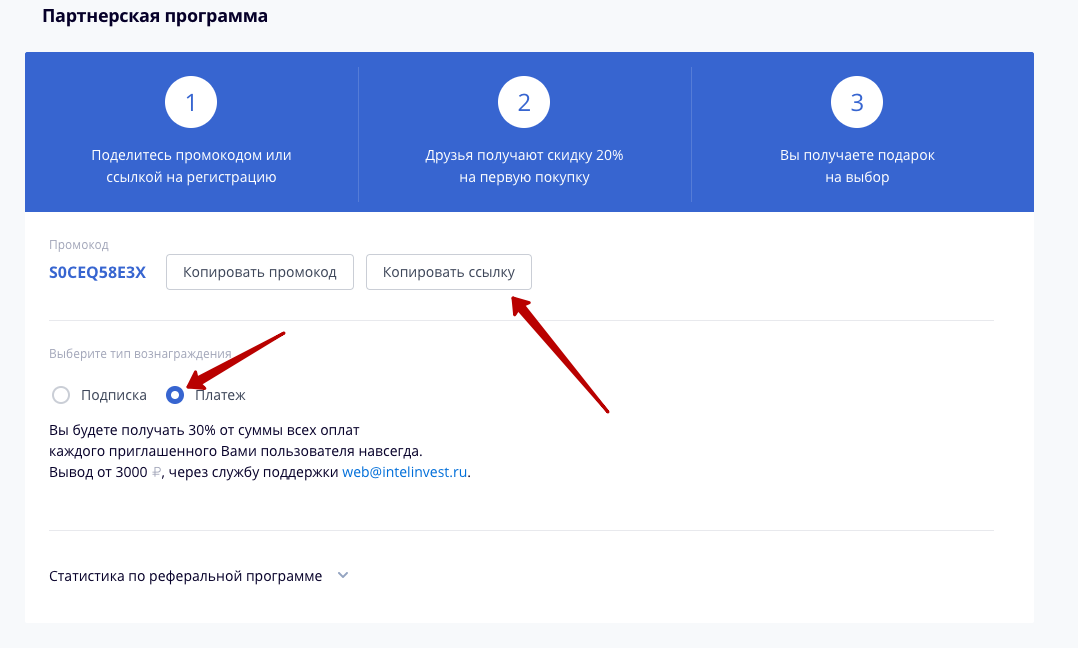 Партнерская программа
1
2
3
Поделитесь промокодом или
ссылкой на регистрацию
Друзья получают скидку 20%
на первую покупку
Вы получаете подарок
на выбор
Промокод
S0CEQ58E3X
Копировать промокод
Копировать ссылку
Выберите тип вознаграждения
Подписка
Платеж
Вы будете получать 30% от суммы всех оплат
каждого приглашенного Вами пользователя навсегда.
Вывод от 3000 ₽, через службу поддержки web@intelinvest.ru.
Статистика по реферальной программе